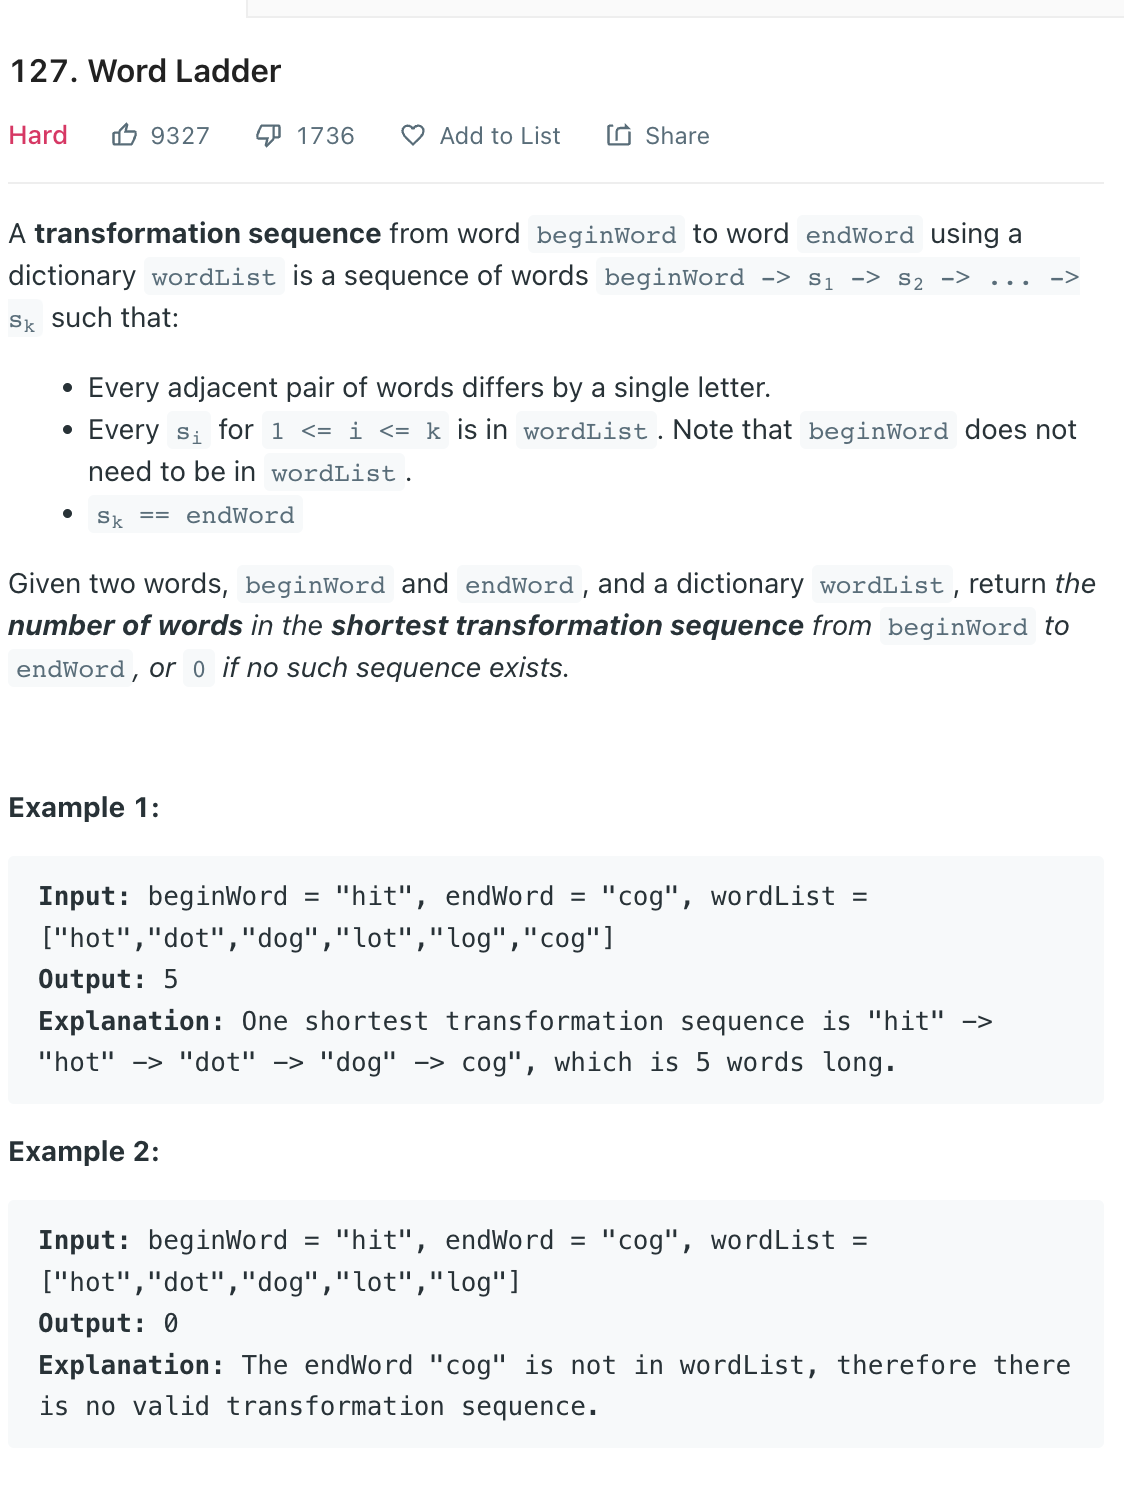 127. Word Ladder
Hard 9327 1736 Add to List Share
A transformation sequence from word beginWord to word endWord using a
dictionary wordList is a sequence of words beginWord -> s1 -> s2 -> ... ->
sk such that:
• Every adjacent pair of words differs by a single letter.
• Every si for 1 <= i <= k is in wordList. Note that beginWord does not
need to be in wordList.
• sk == endWord
Given two words, beginWord and endWord, and a dictionary wordList, return the
number of words in the shortest transformation sequence from beginWord to
endWord, or 0 if no such sequence exists.
Example 1:
Input: beginWord = "hit", endWord = "cog", wordList =
["hot","dot","dog","lot","log","cog"]
Output: 5
Explanation: One shortest transformation sequence is "hit" ->
"hot" -> "dot" -> "dog" -> cog", which is 5 words long.
Example 2:
Input: beginWord = "hit", endWord = "cog", wordList =
["hot","dot","dog","lot","log"]
Output: 0
Explanation: The endWord "cog" is not in wordList, therefore there
is no valid transformation sequence.